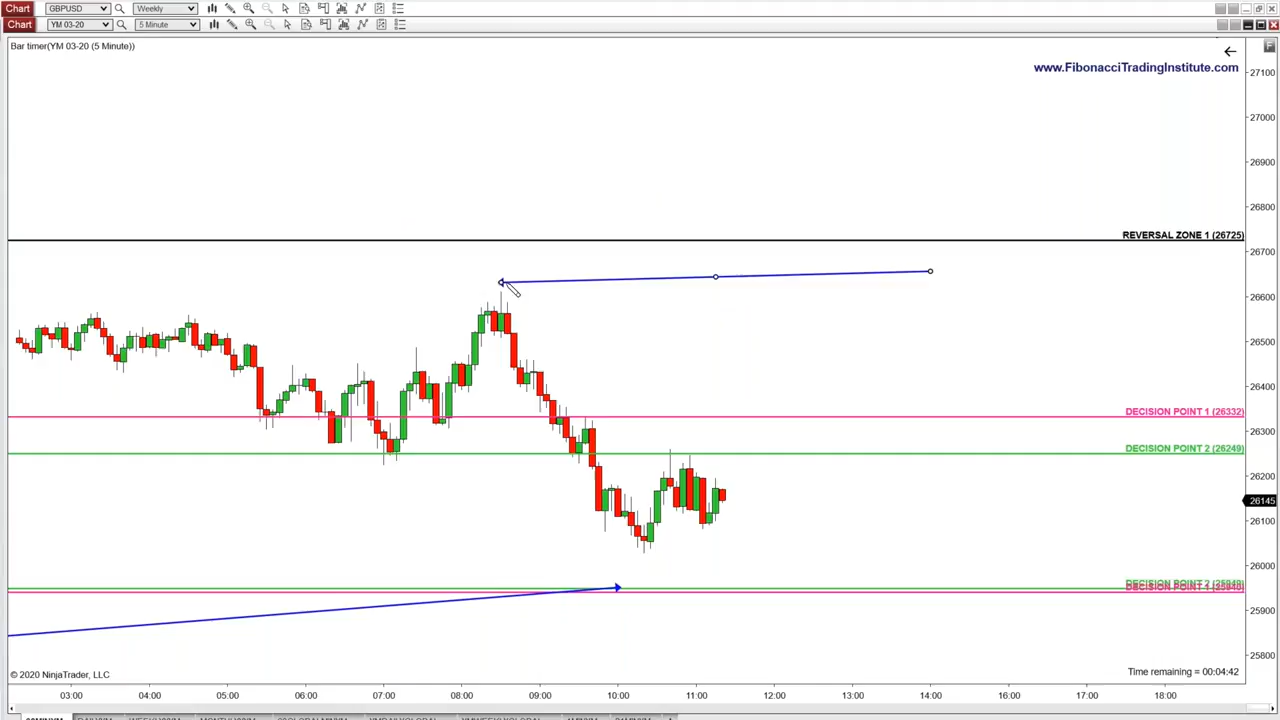 Chart GBPUSD Weekly
Chart YM 03-20 5 Minute
Bar timer(YM 03-20 (5 Minute))
F
www.FibonacciTradingInstitute.com
27100
27000
26900
26800
REVERSAL ZONE 1 (26725)
26700
26600
26500
26400
DECISION POINT 1 (26332)
26300
DECISION POINT 2 (26249)
26200
26145
26100
26000
25900
25800
© 2020 NinjaTrader, LLC
Time remaining = 00:04:42
03:00 04:00 05:00 06:00 07:00 08:00 09:00 10:00 11:00 12:00 13:00 14:00 16:00 17:00 18:00